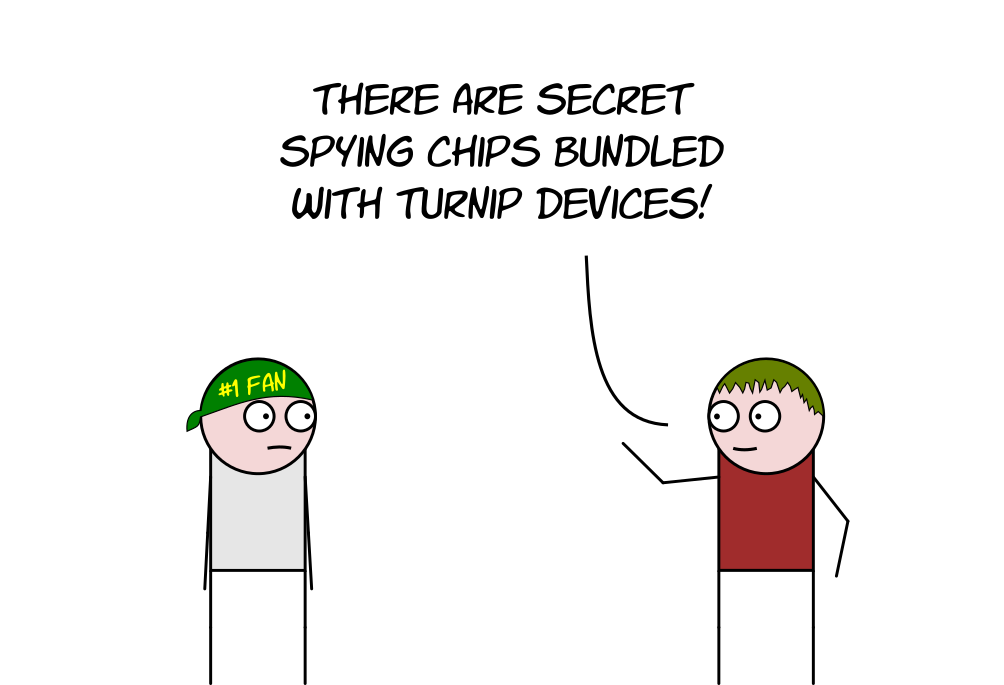 THERE ARE SECRET
SPYING CHIPS BUNDLED
WITH TURNIP DEVICES!
#1 FAN